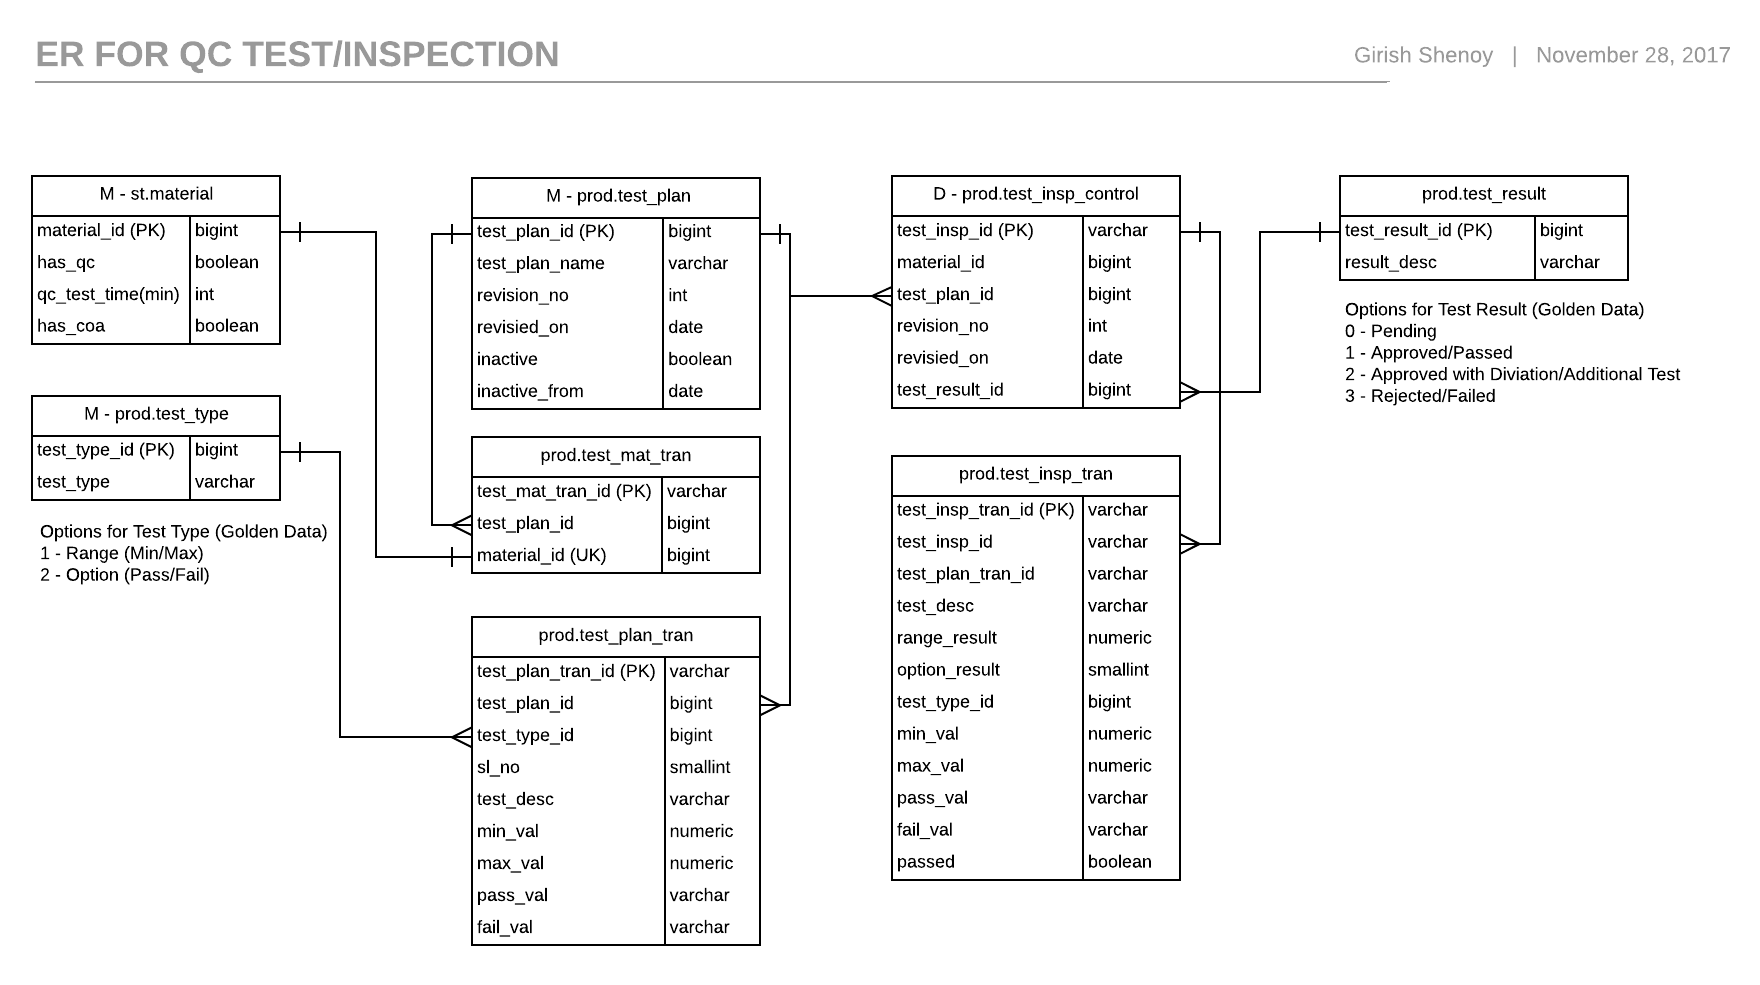 ER FOR QC TEST/INSPECTION
Girish Shenoy | November 28, 2017
M - st.material
material_id (PK) bigint
has_qc boolean
qc_test_time(min) int
has_coa boolean
M - prod.test_type
test_type_id (PK) bigint
test_type varchar
Options for Test Type (Golden Data)
1 - Range (Min/Max)
2 - Option (Pass/Fail)
M - prod.test_plan
test_plan_id (PK) bigint
test_plan_name varchar
revision_no int
revisied_on date
inactive boolean
inactive_from date
prod.test_mat_tran
test_mat_tran_id (PK) varchar
test_plan_id bigint
material_id (UK) bigint
prod.test_plan_tran
test_plan_tran_id (PK) varchar
test_plan_id bigint
test_type_id bigint
sl_no smallint
test_desc varchar
min_val numeric
max_val numeric
pass_val varchar
fail_val varchar
D - prod.test_insp_control
test_insp_id (PK) varchar
material_id bigint
test_plan_id bigint
revision_no int
revisied_on date
test_result_id bigint
prod.test_insp_tran
test_insp_tran_id (PK) varchar
test_insp_id varchar
test_plan_tran_id varchar
test_desc varchar
range_result numeric
option_result smallint
test_type_id bigint
min_val numeric
max_val numeric
pass_val varchar
fail_val varchar
passed boolean
prod.test_result
test_result_id (PK) bigint
result_desc varchar
Options for Test Result (Golden Data)
0 - Pending
1 - Approved/Passed
2 - Approved with Diviation/Additional Test
3 - Rejected/Failed